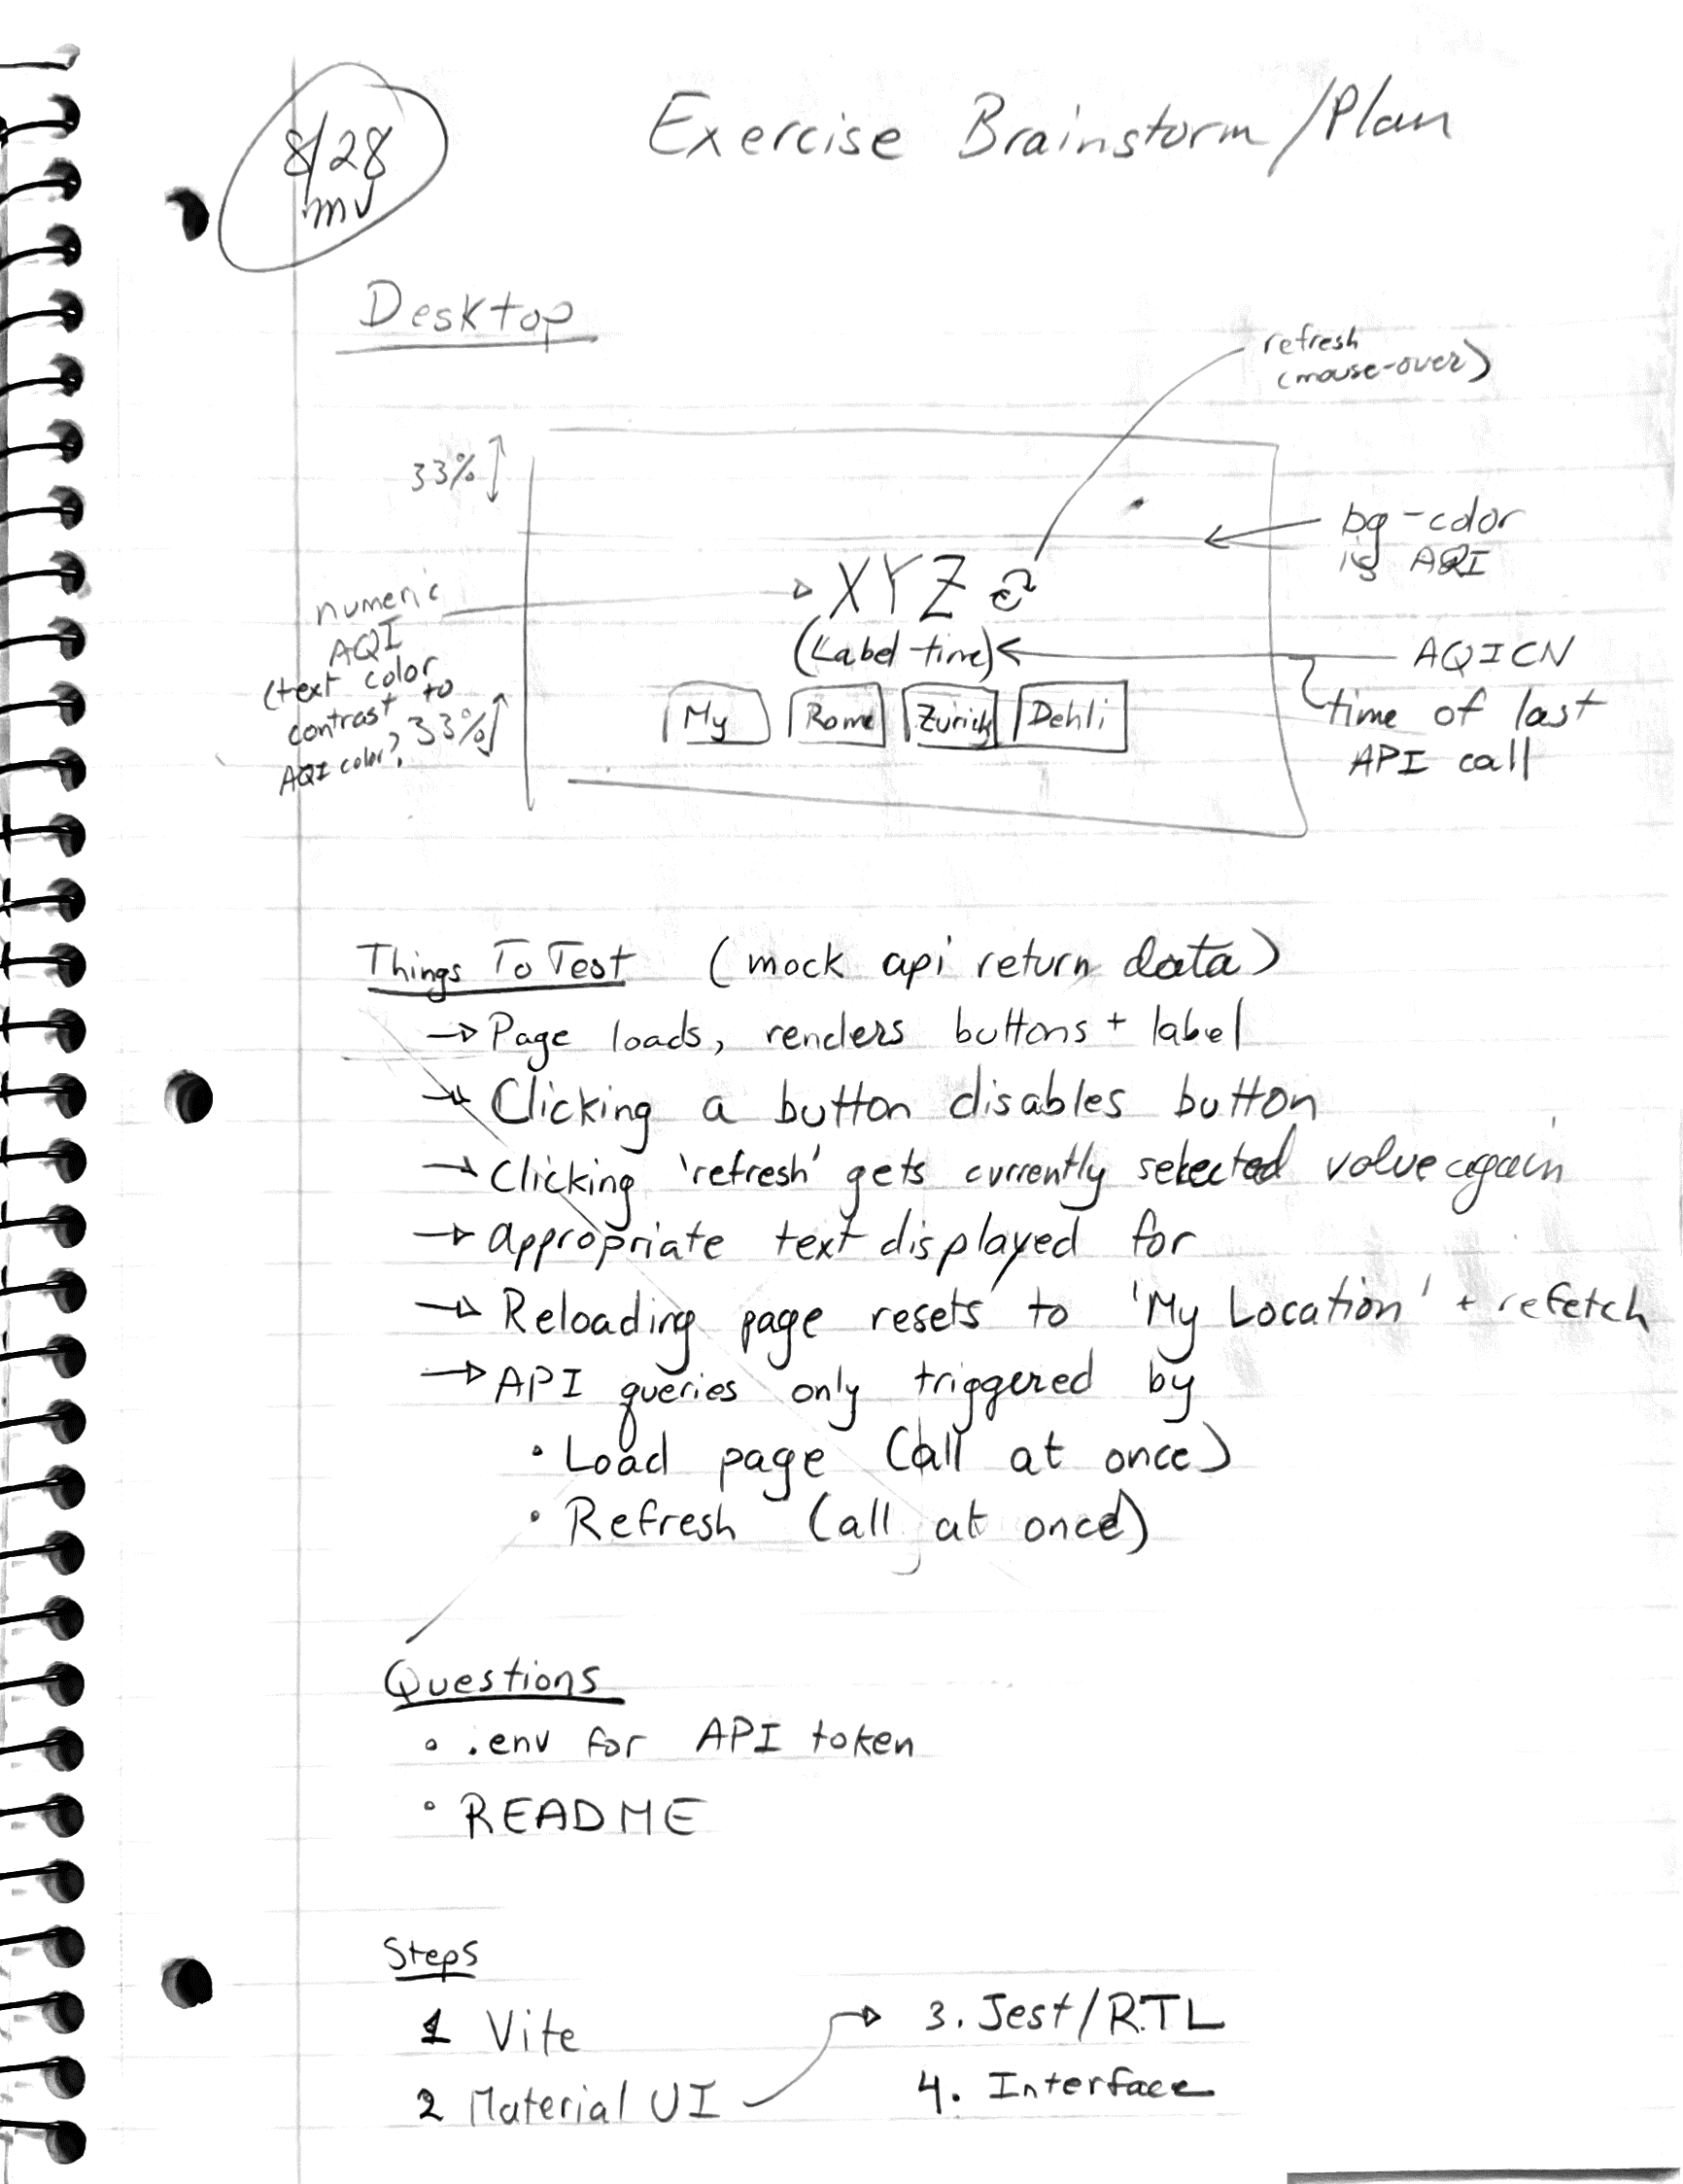 8/28
mv
Exercise Brainstorm/Plan
Desktop
refresh
(mouse-over)
33%
bg-color
is AQI
XYZ
numeric
AQI
(text color
contrast to
AQI color?
(Label-time)
AQICN
time of last
API call
33%
My
Rome
Zurich
Dehli
Things To Test (mock api return data)
→ Page loads, renders buttons + label
→ Clicking a button disables button
→ Clicking 'refresh' gets currently selected value again
→ appropriate text displayed for
→ Reloading page resets to 'My Location' + refetch
→ API queries only triggered by
• Load page (all at once)
• Refresh (all at once)
Questions
• .env for API token
• README
Steps
1 Vite
2 Material UI
3. Jest/RTL
4. Interface